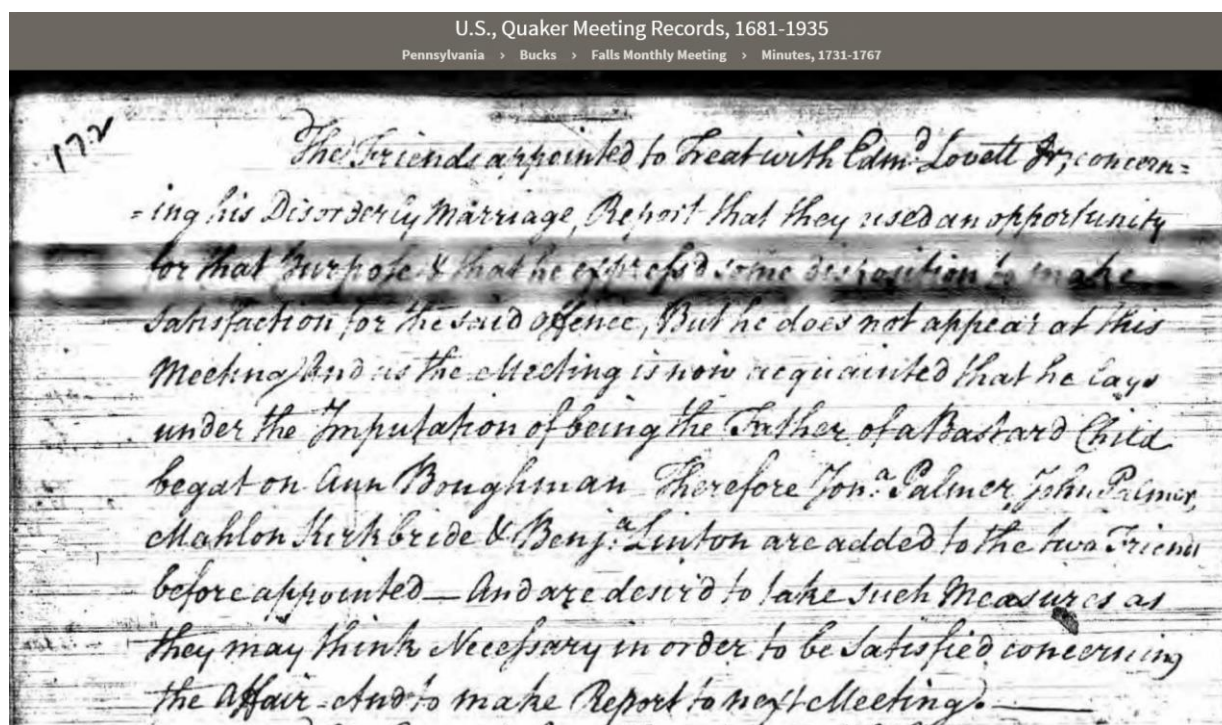 U.S., Quaker Meeting Records, 1681-1935
Pennsylvania > Bucks > Falls Monthly Meeting > Minutes, 1731-1767
172
The Friends appointed to Treat with Edmd. Lovett Jr; concern=
=ing his Disorderly Marriage, Report that they used an opportunity
for that Purpose & that he expressd some disposition to make
Satisfaction for the said offence, But he does not appear at this
Meeting And as the Meeting is now acquainted that he lays
under the Imputation of being the Father of a Bastard Child
begat on Ann Boughman Therefore Jona. Palmer, John Palmer,
Mahlon Kirkbride & Benja. Linton are added to the two Friends
before appointed — And are desird to take such Measures as
they may think Necessary in order to be Satisfied concerning
the Affair - And to make Report to next Meeting. —